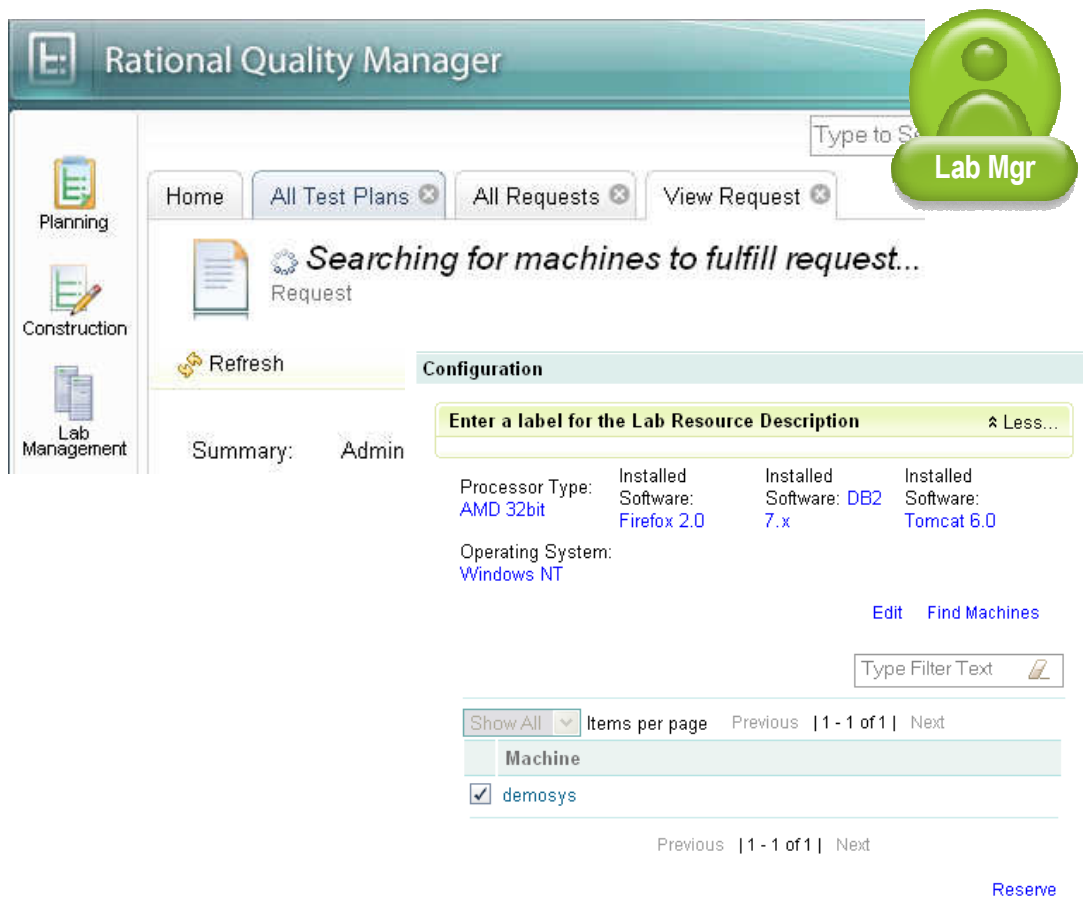 Rational Quality Manager
Lab Mgr
Type to
Planning
Construction
Lab
Management
Home
All Test Plans
All Requests
View Request
Searching for machines to fulfill request...
Request
Refresh
Summary: Admin
Configuration
Enter a label for the Lab Resource Description
Less...
Processor Type:
AMD 32bit
Installed
Software:
Firefox 2.0
Installed
Software: DB2
7.x
Installed
Software:
Tomcat 6.0
Operating System:
Windows NT
Edit Find Machines
Type Filter Text
Show All Items per page Previous | 1 - 1 of 1 | Next
Machine
demosys
Previous | 1 - 1 of 1 | Next
Reserve